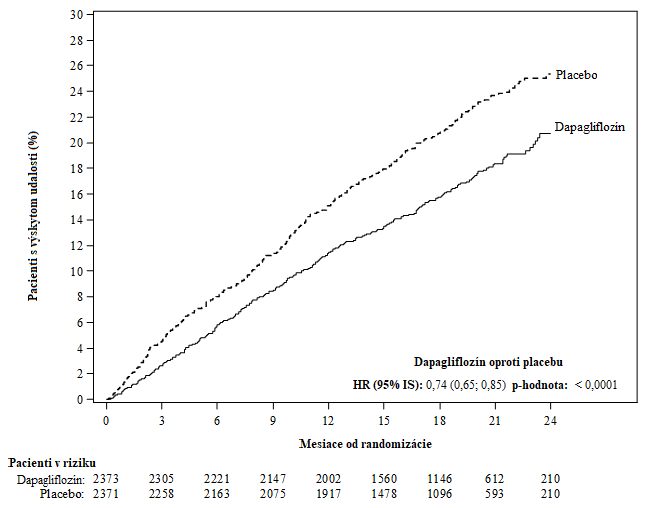 30
28
26
24
22
20
18
16
14
12
10
8
6
4
2
0
Pacienti s výskytom udalosti (%)
Placebo
Dapagliflozín
Dapagliflozín oproti placebu
HR (95% IS): 0,74 (0,65; 0,85) p-hodnota: < 0,0001
0 3 6 9 12 15 18 21 24
Mesiace od randomizácie
Pacienti v riziku
Dapagliflozín: 2373 2305 2221 2147 2002 1560 1146 612 210
Placebo: 2371 2258 2163 2075 1917 1478 1096 593 210